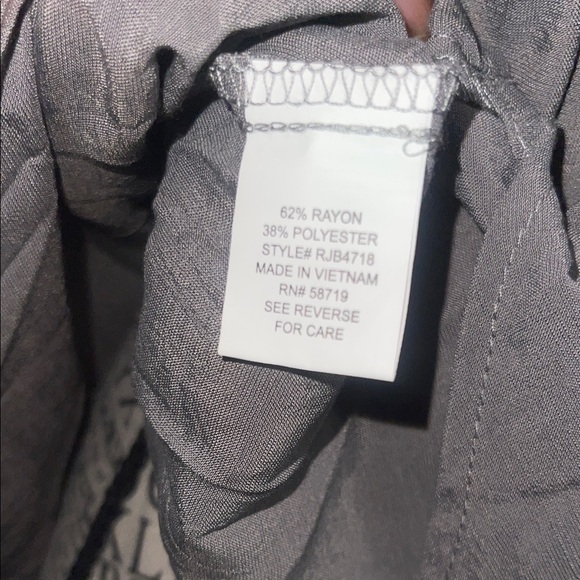 62% RAYON
38% POLYESTER
STYLE# RJB4718
MADE IN VIETNAM
RN# 58719
SEE REVERSE
FOR CARE